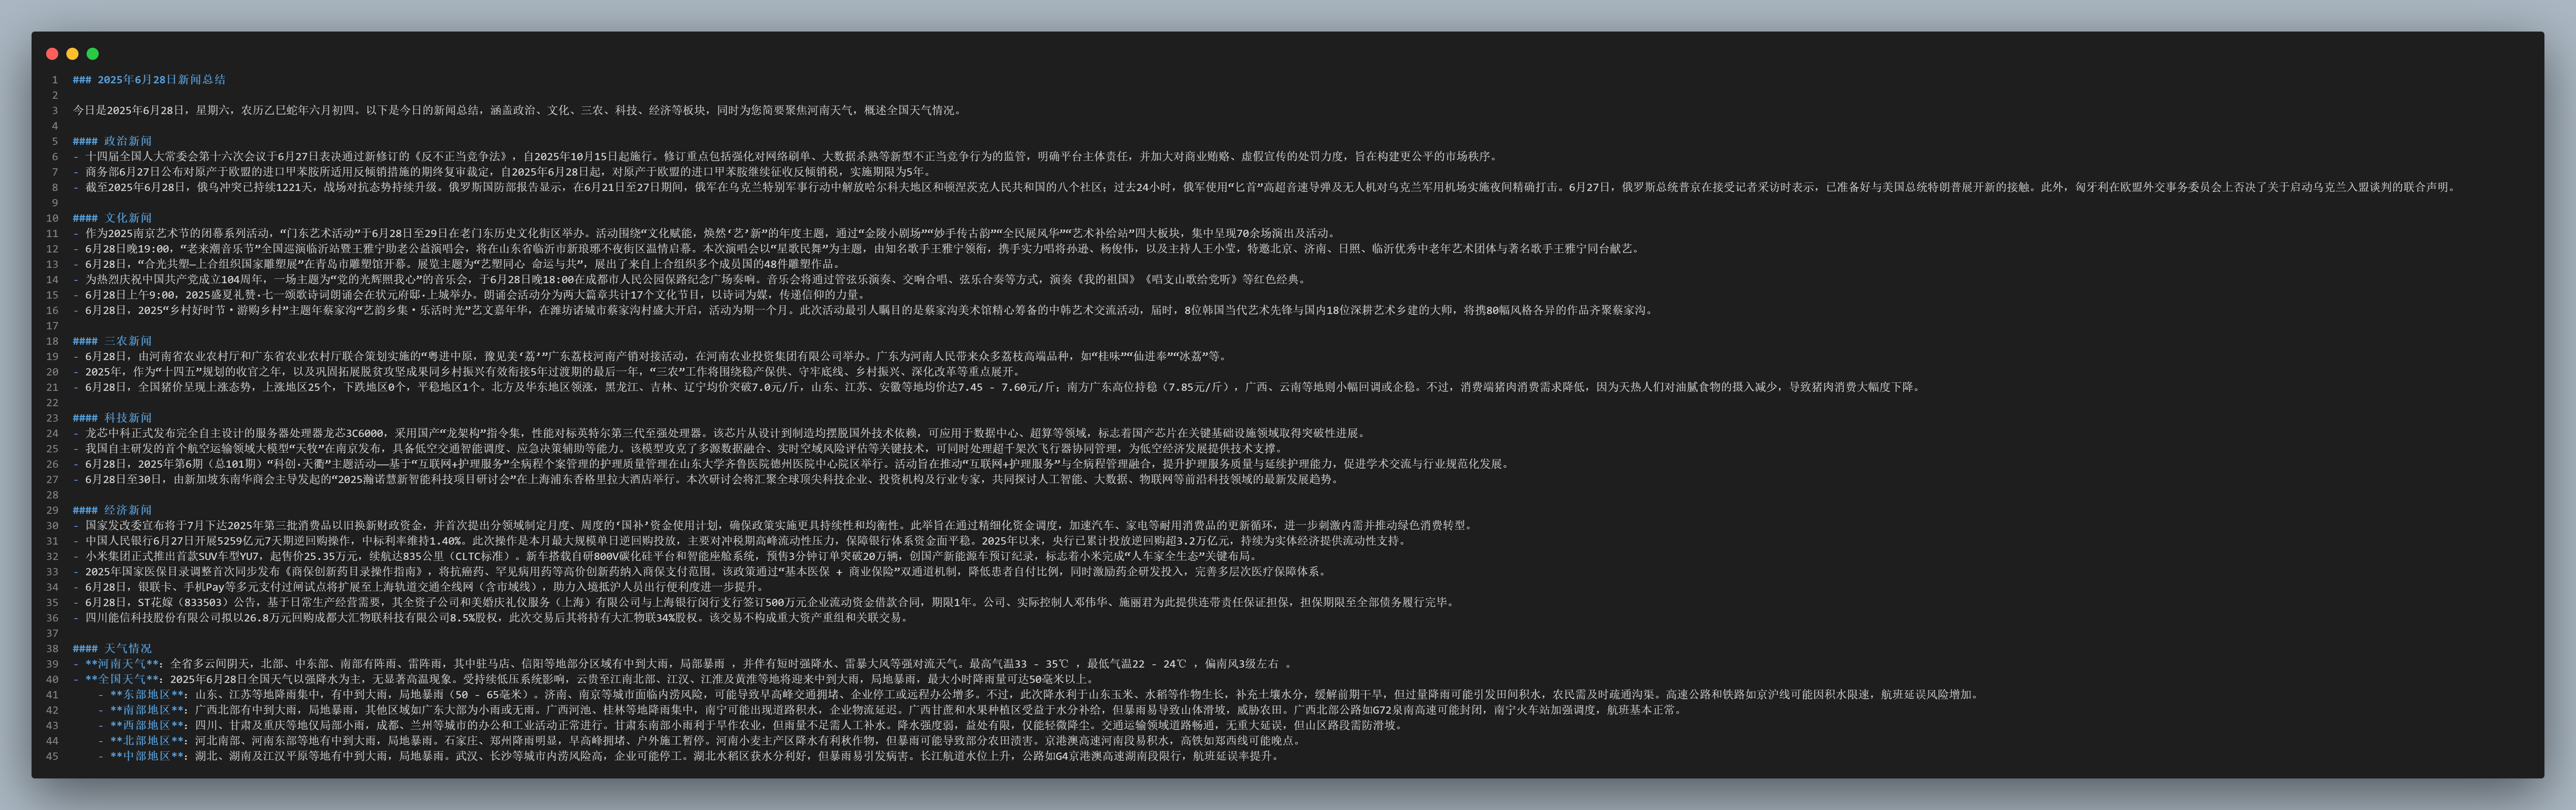 1 ### 2025年6月28日新闻总结
2
3 今日是2025年6月28日，星期六，农历乙巳蛇年六月初四。以下是今日的新闻总结，涵盖政治、文化、三农、科技、经济等板块，同时为您简要聚焦河南天气，概述全国天气情况。
4
5 #### 政治新闻
6 - 十四届全国人大常委会第十六次会议于6月27日表决通过新修订的《反不正当竞争法》，自2025年10月15日起施行。修订重点包括强化对网络刷单、大数据杀熟等新型不正当竞争行为的监管，明确平台主体责任，并加大对商业贿赂、虚假宣传的处罚力度，旨在构建更公平的市场秩序。
7 - 商务部6月27日公布对原产于欧盟的进口甲苯胺所适用反倾销措施的期终复审裁定，自2025年6月28日起，对原产于欧盟的进口甲苯胺继续征收反倾销税，实施期限为5年。
8 - 截至2025年6月28日，俄乌冲突已持续1221天，战场对抗态势持续升级。俄罗斯国防部报告显示，在6月21日至27日期间，俄军在乌克兰特别军事行动中解放哈尔科夫地区和顿涅茨克人民共和国的八个社区；过去24小时，俄军使用“匕首”高超音速导弹及无人机对乌克兰军用机场实施夜间精确打击。6月27日，俄罗斯总统普京在接受记者采访时表示，已准备好与美国总统特朗普展开新的接触。此外，匈牙利在欧盟外交事务委员会上否决了关于启动乌克兰入盟谈判的联合声明。
9
10 #### 文化新闻
11 - 作为2025南京艺术节的闭幕系列活动，“门东艺术活动”于6月28日至29日在老门东历史文化街区举办。活动围绕“文化赋能，焕然‘艺’新”的年度主题，通过“金陵小剧场”“妙手传古韵”“全民展风华”“艺术补给站”四大板块，集中呈现70余场演出及活动。
12 - 6月28日晚19:00，“老来潮音乐节”全国巡演临沂站暨王雅宁助老公益演唱会，将在山东省临沂市新琅琊不夜街区温情启幕。本次演唱会以“星歌民舞”为主题，由知名歌手王雅宁领衔，携手实力唱将孙逊、杨俊伟，以及主持人王小莹，特邀北京、济南、日照、临沂优秀中老年艺术团体与著名歌手王雅宁同台献艺。
13 - 6月28日，“合光共塑—上合组织国家雕塑展”在青岛市雕塑馆开幕。展览主题为“艺塑同心 命运与共”，展出了来自上合组织多个成员国的48件雕塑作品。
14 - 为热烈庆祝中国共产党成立104周年，一场主题为“党的光辉照我心”的音乐会，于6月28日晚18:00在成都市人民公园保路纪念广场奏响。音乐会将通过管弦乐演奏、交响合唱、弦乐合奏等方式，演奏《我的祖国》《唱支山歌给党听》等红色经典。
15 - 6月28日上午9:00，2025盛夏礼赞·七一颂歌诗词朗诵会在状元府邸·上城举办。朗诵会活动分为两大篇章共计17个文化节目，以诗词为媒，传递信仰的力量。
16 - 6月28日，2025“乡村好时节·游购乡村”主题年蔡家沟“艺韵乡集·乐活时光”艺文嘉年华，在潍坊诸城市蔡家沟村盛大开启，活动为期一个月。此次活动最引人瞩目的是蔡家沟美术馆精心筹备的中韩艺术交流活动，届时，8位韩国当代艺术先锋与国内18位深耕艺术乡建的大师，将携80幅风格各异的作品齐聚蔡家沟。
17
18 #### 三农新闻
19 - 6月28日，由河南省农业农村厅和广东省农业农村厅联合策划实施的“粤进中原，豫见美‘荔’”广东荔枝河南产销对接活动，在河南农业投资集团有限公司举办。广东为河南人民带来众多荔枝高端品种，如“桂味”“仙进奉”“冰荔”等。
20 - 2025年，作为“十四五”规划的收官之年，以及巩固拓展脱贫攻坚成果同乡村振兴有效衔接5年过渡期的最后一年，“三农”工作将围绕稳产保供、守牢底线、乡村振兴、深化改革等重点展开。
21 - 6月28日，全国猪价呈现上涨态势，上涨地区25个，下跌地区0个，平稳地区1个。北方及华东地区领涨，黑龙江、吉林、辽宁均价突破7.0元/斤，山东、江苏、安徽等地均价达7.45 - 7.60元/斤；南方广东高位持稳（7.85元/斤），广西、云南等地则小幅回调或企稳。不过，消费端猪肉消费需求降低，因为天热人们对油腻食物的摄入减少，导致猪肉消费大幅度下降。
22
23 #### 科技新闻
24 - 龙芯中科正式发布完全自主设计的服务器处理器龙芯3C6000，采用国产“龙架构”指令集，性能对标英特尔第三代至强处理器。该芯片从设计到制造均摆脱国外技术依赖，可应用于数据中心、超算等领域，标志着国产芯片在关键基础设施领域取得突破性进展。
25 - 我国自主研发的首个航空运输领域大模型“天牧”在南京发布，具备低空交通智能调度、应急决策辅助等能力。该模型攻克了多源数据融合、实时空域风险评估等关键技术，可同时处理超千架次飞行器协同管理，为低空经济发展提供技术支撑。
26 - 6月28日，2025年第6期（总101期）“科创·天衢”主题活动——基于“互联网+护理服务”全病程个案管理的护理质量管理在山东大学齐鲁医院德州医院中心院区举行。活动旨在推动“互联网+护理服务”与全病程管理融合，提升护理服务质量与延续护理能力，促进学术交流与行业规范化发展。
27 - 6月28日至30日，由新加坡东南华商会主导发起的“2025瀚诺慧新智能科技项目研讨会”在上海浦东香格里拉大酒店举行。本次研讨会将汇聚全球顶尖科技企业、投资机构及行业专家，共同探讨人工智能、大数据、物联网等前沿科技领域的最新发展趋势。
28
29 #### 经济新闻
30 - 国家发改委宣布将于7月下达2025年第三批消费品以旧换新财政资金，并首次提出分领域制定月度、周度的‘国补’资金使用计划，确保政策实施更具持续性和均衡性。此举旨在通过精细化资金调度，加速汽车、家电等耐用消费品的更新循环，进一步刺激内需并推动绿色消费转型。
31 - 中国人民银行6月27日开展5259亿元7天期逆回购操作，中标利率维持1.40%。此次操作是本月最大规模单日逆回购投放，主要对冲税期高峰流动性压力，保障银行体系资金面平稳。2025年以来，央行已累计投放逆回购超3.2万亿元，持续为实体经济提供流动性支持。
32 - 小米集团正式推出首款SUV车型YU7，起售价25.35万元，续航达835公里（CLTC标准）。新车搭载自研800V碳化硅平台和智能座舱系统，预售3分钟订单突破20万辆，创国产新能源车预订纪录，标志着小米完成“人车家全生态”关键布局。
33 - 2025年国家医保目录调整首次同步发布《商保创新药目录操作指南》，将抗癌药、罕见病用药等高价创新药纳入商保支付范围。该政策通过“基本医保 + 商业保险”双通道机制，降低患者自付比例，同时激励药企研发投入，完善多层次医疗保障体系。
34 - 6月28日，银联卡、手机Pay等多元支付过闸试点将扩展至上海轨道交通全线网（含市域线），助力入境抵沪人员出行便利度进一步提升。
35 - 6月28日，ST花嫁（833503）公告，基于日常生产经营需要，其全资子公司和美婚庆礼仪服务（上海）有限公司与上海银行闵行支行签订500万元企业流动资金借款合同，期限1年。公司、实际控制人邓伟华、施丽君为此提供连带责任保证担保，担保期限至全部债务履行完毕。
36 - 四川能信科技股份有限公司拟以26.8万元回购成都大汇物联科技有限公司8.5%股权，此次交易后其将持有大汇物联34%股权。该交易不构成重大资产重组和关联交易。
37
38 #### 天气情况
39 - **河南天气**：全省多云间阴天，北部、中东部、南部有阵雨、雷阵雨，其中驻马店、信阳等地部分区域有中到大雨，局部暴雨 ，并伴有短时强降水、雷暴大风等强对流天气。最高气温33 - 35℃ ，最低气温22 - 24℃ ，偏南风3级左右 。
40 - **全国天气**：2025年6月28日全国天气以强降水为主，无显著高温现象。受持续低压系统影响，云贵至江南北部、江汉、江淮及黄淮等地将迎来中到大雨，局地暴雨，最大小时降雨量可达50毫米以上。
41 - **东部地区**：山东、江苏等地降雨集中，有中到大雨，局地暴雨（50 - 65毫米）。济南、南京等城市面临内涝风险，可能导致早高峰交通拥堵、企业停工或远程办公增多。不过，此次降水利于山东玉米、水稻等作物生长，补充土壤水分，缓解前期干旱，但过量降雨可能引发田间积水，农民需及时疏通沟渠。高速公路和铁路如京沪线可能因积水限速，航班延误风险增加。
42 - **南部地区**：广西北部有中到大雨，局地暴雨，其他区域如广东大部为小雨或无雨。广西河池、桂林等地降雨集中，南宁可能出现道路积水，企业物流延迟。广西甘蔗和水果种植区受益于水分补给，但暴雨易导致山体滑坡，威胁农田。广西北部公路如G72泉南高速可能封闭，南宁火车站加强调度，航班基本正常。
43 - **西部地区**：四川、甘肃及重庆等地仅局部小雨，成都、兰州等城市的办公和工业活动正常进行。甘肃东南部小雨利于旱作农业，但雨量不足需人工补水。降水强度弱，益处有限，仅能轻微降尘。交通运输领域道路畅通，无重大延误，但山区路段需防滑坡。
44 - **北部地区**：河北南部、河南东部等地有中到大雨，局地暴雨。石家庄、郑州降雨明显，早高峰拥堵、户外施工暂停。河南小麦主产区降水有利秋作物，但暴雨可能导致部分农田渍害。京港澳高速河南段易积水，高铁如郑西线可能晚点。
45 - **中部地区**：湖北、湖南及江汉平原等地有中到大雨，局地暴雨。武汉、长沙等城市内涝风险高，企业可能停工。湖北水稻区获水分利好，但暴雨易引发病害。长江航道水位上升，公路如G4京港澳高速湖南段限行，航班延误率提升。